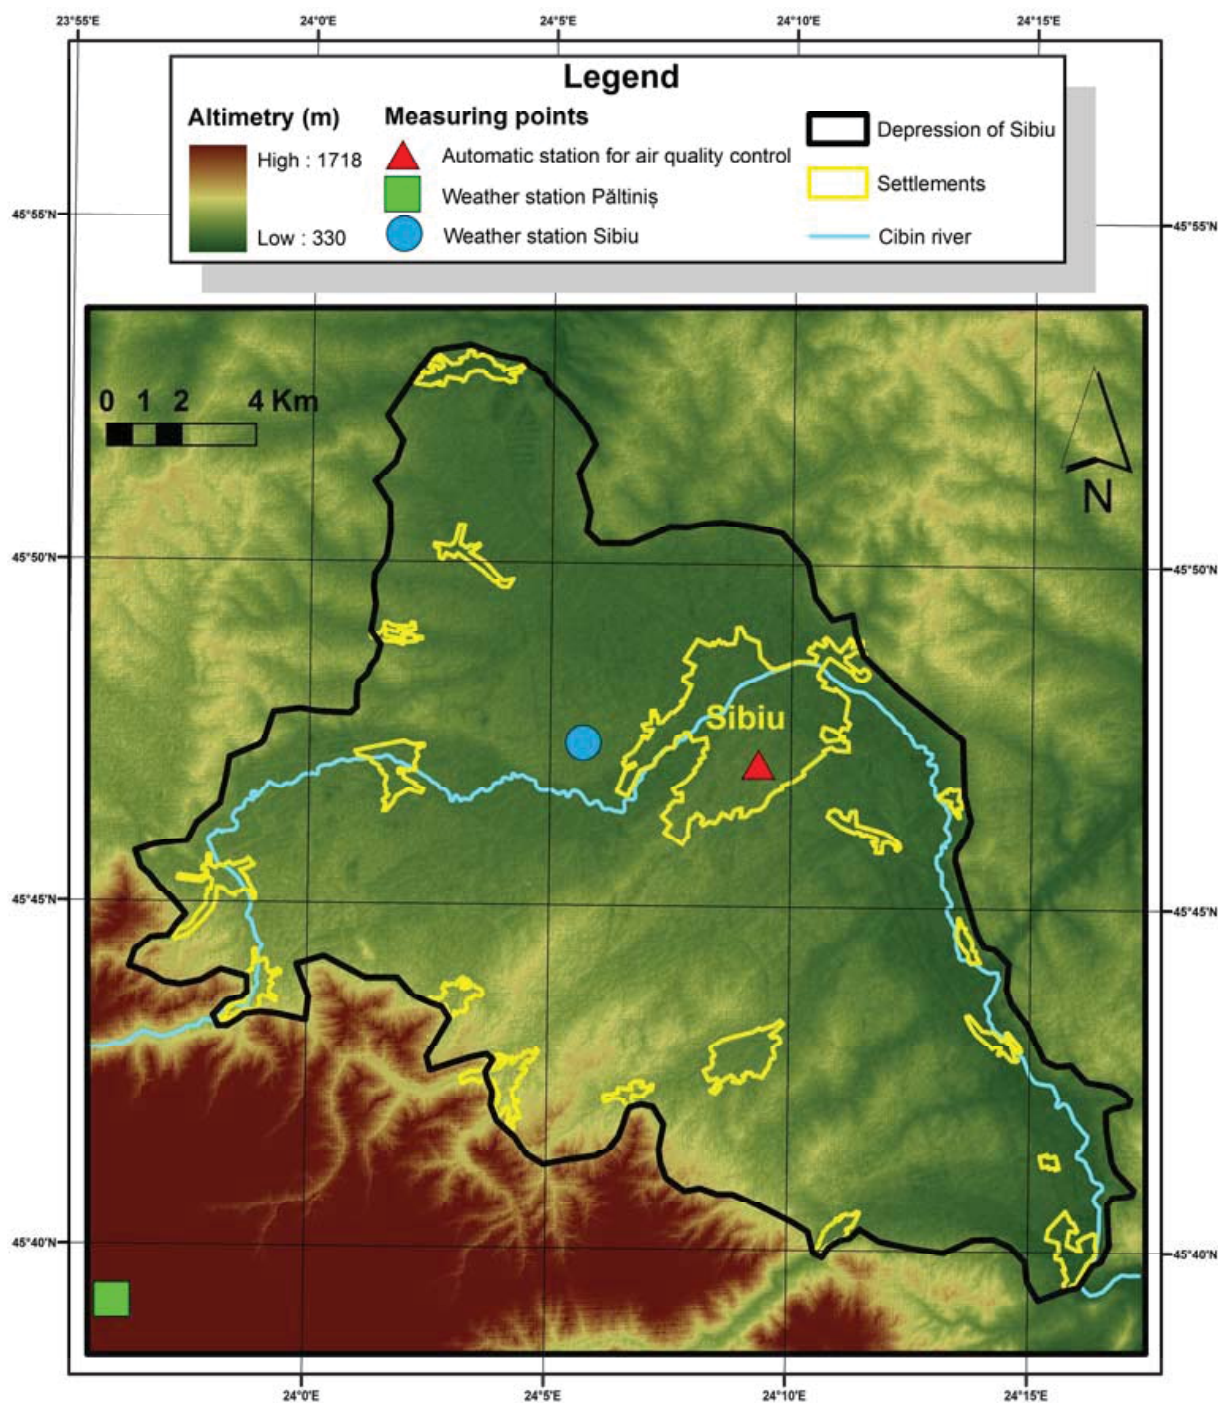 23°55'E 24°0'E 24°5'E 24°10'E 24°15'E
Legend
Altimetry (m)
High : 1718
Low : 330
Measuring points
Automatic station for air quality control
Weather station Păltiniș
Weather station Sibiu
Depression of Sibiu
Settlements
Cibin river
45°55'N 45°55'N
0 1 2 4 Km
N
45°50'N 45°50'N
Sibiu
45°45'N 45°45'N
45°40'N 45°40'N
24°0'E 24°5'E 24°10'E 24°15'E